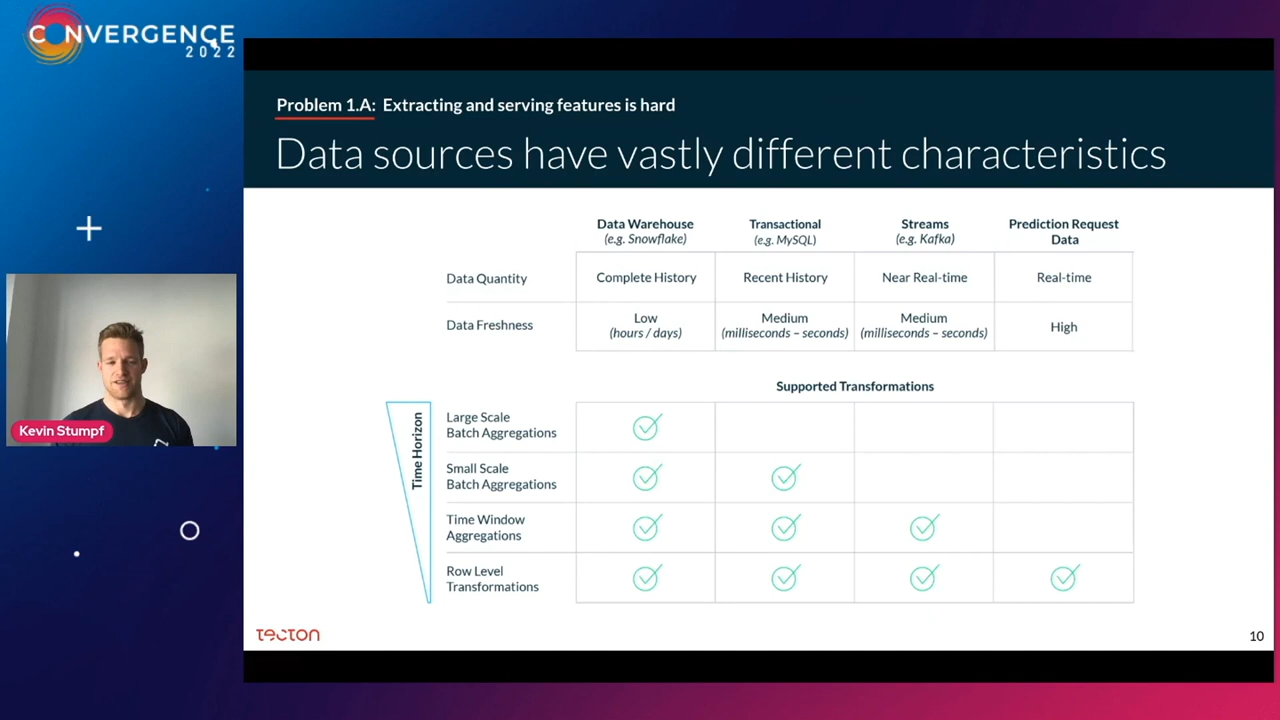 CONVERGENCE
2022
Problem 1.A: Extracting and serving features is hard
Data sources have vastly different characteristics
Data Warehouse
(e.g. Snowflake)
Transactional
(e.g. MySQL)
Streams
(e.g. Kafka)
Prediction Request
Data
Data Quantity
Complete History
Recent History
Near Real-time
Real-time
Data Freshness
Low
(hours / days)
Medium
(milliseconds – seconds)
Medium
(milliseconds – seconds)
High
Supported Transformations
Time Horizon
Large Scale
Batch Aggregations
Small Scale
Batch Aggregations
Time Window
Aggregations
Row Level
Transformations
Kevin Stumpf
tecton
10